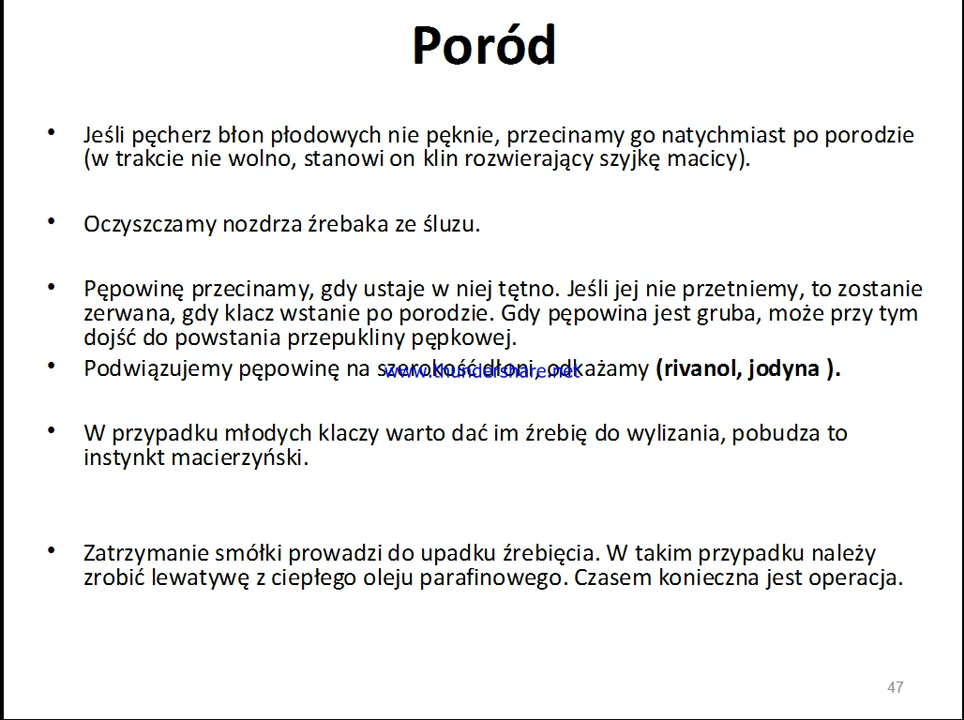 Poród
• Jeśli pęcherz błon płodowych nie pęknie, przecinamy go natychmiast po porodzie
(w trakcie nie wolno, stanowi on klin rozwierający szyjkę macicy).
• Oczyszczamy nozdrza źrebaka ze śluzu.
• Pępowinę przecinamy, gdy ustaje w niej tętno. Jeśli jej nie przetniemy, to zostanie
zerwana, gdy klacz wstanie po porodzie. Gdy pępowina jest gruba, może przy tym
dojść do powstania przepukliny pępkowej.
• Podwiązujemy pępowinę na szerokość dłoni, odkażamy (rivanol, jodyna ).
www.thundershare.net
• W przypadku młodych klaczy warto dać im źrebię do wylizania, pobudza to
instynkt macierzyński.
• Zatrzymanie smółki prowadzi do upadku źrebięcia. W takim przypadku należy
zrobić lewatywę z ciepłego oleju parafinowego. Czasem konieczna jest operacja.
47